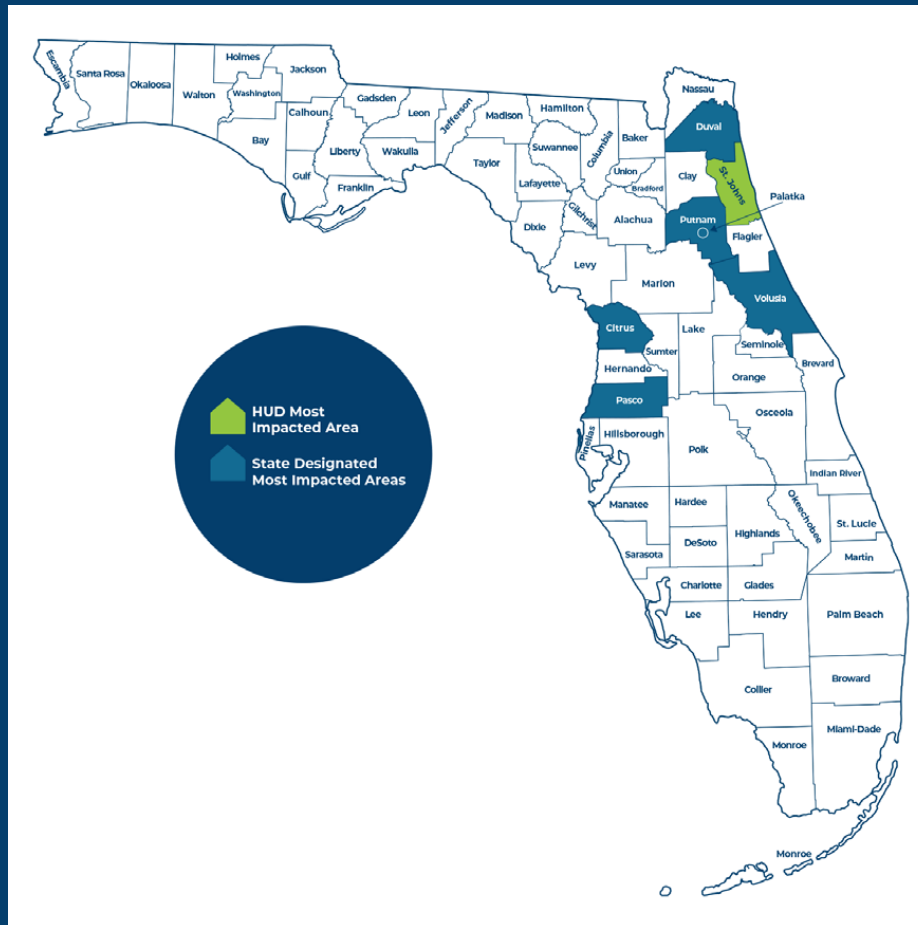 Escambia
Santa Rosa
Okaloosa
Walton
Holmes
Washington
Jackson
Bay
Calhoun
Gulf
Liberty
Franklin
Gadsden
Leon
Wakulla
Jefferson
Madison
Taylor
Hamilton
Suwannee
Lafayette
Dixie
Columbia
Gilchrist
Levy
Baker
Union
Bradford
Alachua
Nassau
Duval
Clay
St. Johns
Putnam
Palatka
Flagler
Marion
Volusia
Citrus
Sumter
Lake
Seminole
Hernando
Orange
Brevard
Pasco
Osceola
Pinellas
Hillsborough
Polk
Indian River
Manatee
Hardee
Highlands
Okeechobee
St. Lucie
Sarasota
DeSoto
Martin
Charlotte
Glades
Lee
Hendry
Palm Beach
Collier
Broward
Monroe
Miami-Dade
Monroe
HUD Most
Impacted Area
State Designated
Most Impacted Areas